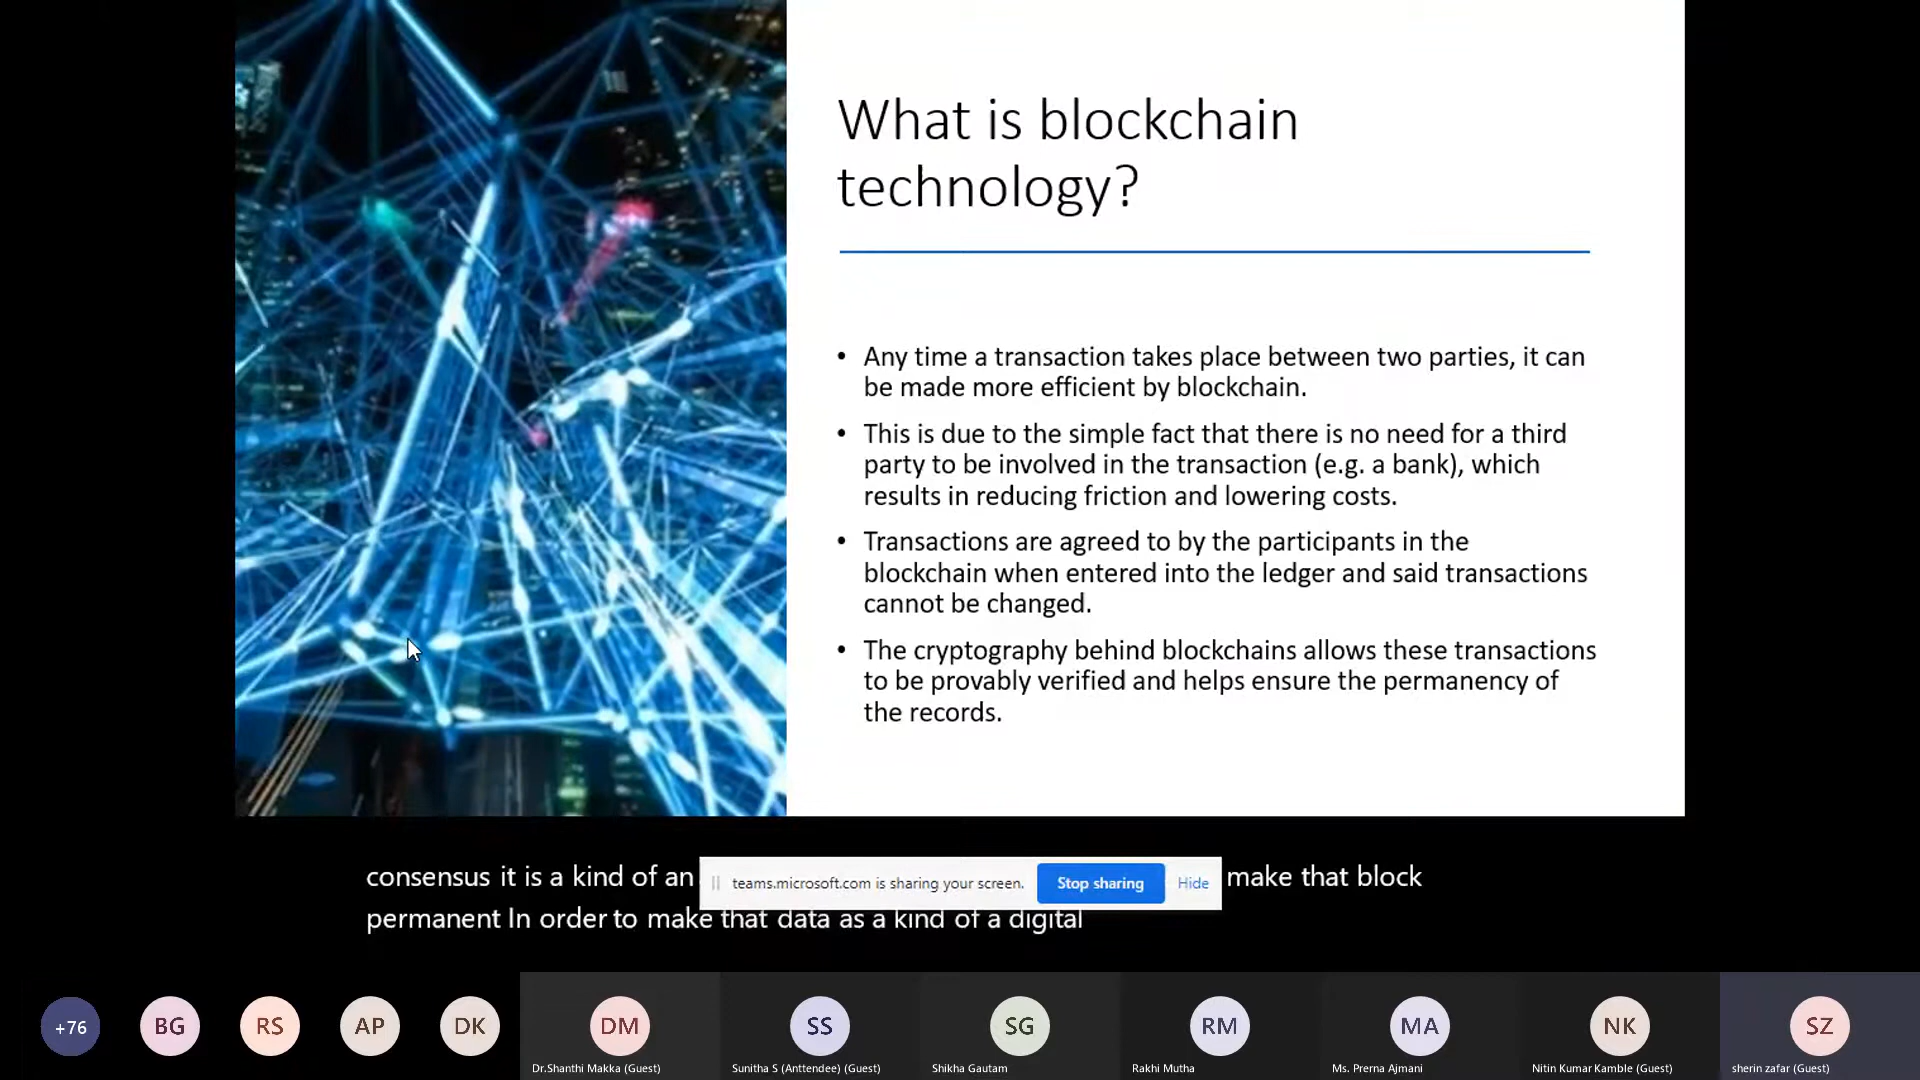 What is blockchain
technology?
• Any time a transaction takes place between two parties, it can
be made more efficient by blockchain.
• This is due to the simple fact that there is no need for a third
party to be involved in the transaction (e.g. a bank), which
results in reducing friction and lowering costs.
• Transactions are agreed to by the participants in the
blockchain when entered into the ledger and said transactions
cannot be changed.
• The cryptography behind blockchains allows these transactions
to be provably verified and helps ensure the permanency of
the records.
consensus it is a kind of an
teams.microsoft.com is sharing your screen. Stop sharing Hide
make that block
permanent In order to make that data as a kind of a digital
+76 BG RS AP DK DM SS SG RM MA NK SZ
Dr.Shanthi Makka (Guest) Sunitha S (Anttendee) (Guest) Shikha Gautam Rakhi Mutha Ms. Prerna Ajmani Nitin Kumar Kamble (Guest) sherin zafar (Guest)